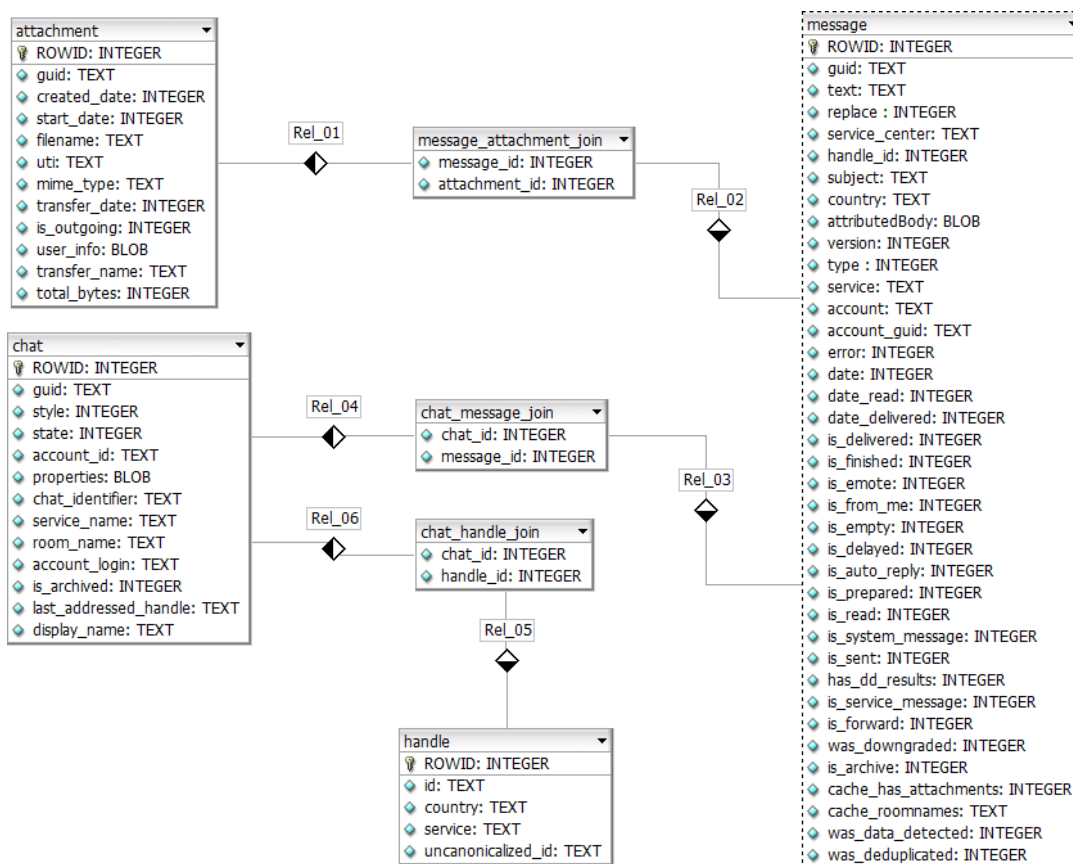 attachment
ROWID: INTEGER
guid: TEXT
created_date: INTEGER
start_date: INTEGER
filename: TEXT
uti: TEXT
mime_type: TEXT
transfer_date: INTEGER
is_outgoing: INTEGER
user_info: BLOB
transfer_name: TEXT
total_bytes: INTEGER
Rel_01
message_attachment_join
message_id: INTEGER
attachment_id: INTEGER
Rel_02
message
ROWID: INTEGER
guid: TEXT
text: TEXT
replace : INTEGER
service_center: TEXT
handle_id: INTEGER
subject: TEXT
country: TEXT
attributedBody: BLOB
version: INTEGER
type : INTEGER
service: TEXT
account: TEXT
account_guid: TEXT
error: INTEGER
date: INTEGER
date_read: INTEGER
date_delivered: INTEGER
is_delivered: INTEGER
is_finished: INTEGER
is_emote: INTEGER
is_from_me: INTEGER
is_empty: INTEGER
is_delayed: INTEGER
is_auto_reply: INTEGER
is_prepared: INTEGER
is_read: INTEGER
is_system_message: INTEGER
is_sent: INTEGER
has_dd_results: INTEGER
is_service_message: INTEGER
is_forward: INTEGER
was_downgraded: INTEGER
is_archive: INTEGER
cache_has_attachments: INTEGER
cache_roomnames: TEXT
was_data_detected: INTEGER
was_deduplicated: INTEGER
chat
ROWID: INTEGER
guid: TEXT
style: INTEGER
state: INTEGER
account_id: TEXT
properties: BLOB
chat_identifier: TEXT
service_name: TEXT
room_name: TEXT
account_login: TEXT
is_archived: INTEGER
last_addressed_handle: TEXT
display_name: TEXT
Rel_04
chat_message_join
chat_id: INTEGER
message_id: INTEGER
Rel_03
Rel_06
chat_handle_join
chat_id: INTEGER
handle_id: INTEGER
Rel_05
handle
ROWID: INTEGER
id: TEXT
country: TEXT
service: TEXT
uncanonicalized_id: TEXT